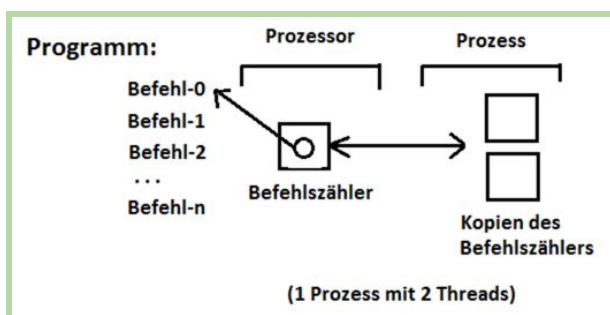 Programm:
Prozessor
Prozess
Befehl-0
Befehl-1
Befehl-2
...
Befehl-n
Befehlszähler
Kopien des
Befehlszählers
(1 Prozess mit 2 Threads)